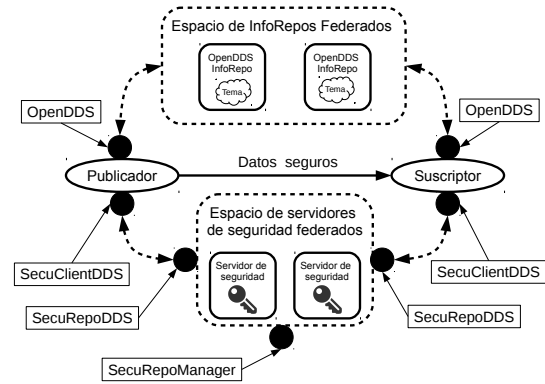 Espacio de InfoRepos Federados
OpenDDS
InfoRepo
Tema
OpenDDS
InfoRepo
Tema
OpenDDS
OpenDDS
Publicador
Datos seguros
Suscriptor
Espacio de servidores
de seguridad federados
SecuClientDDS
Servidor de
seguridad
Servidor de
seguridad
SecuClientDDS
SecuRepoDDS
SecuRepoDDS
SecuRepoManager